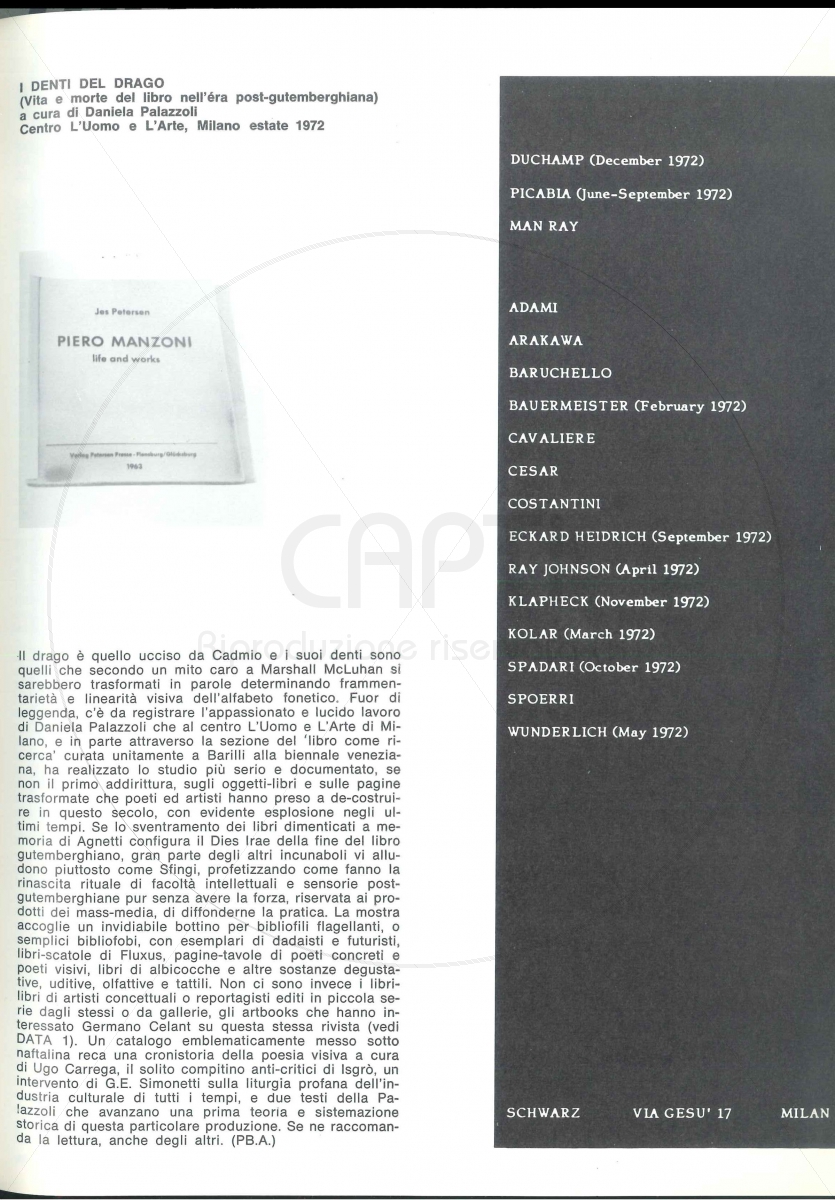 I DENTI DEL DRAGO
(Vita e morte del libro nell'éra post-gutemberghiana)
a cura di Daniela Palazzoli
Centro L'Uomo e L'Arte, Milano estate 1972
Jes Petersen
PIERO MANZONI
life and works
Verlag Petersen Presse - Flensburg/Glücksburg
1963
Il drago è quello ucciso da Cadmio e i suoi denti sono
quelli che secondo un mito caro a Marshall McLuhan si
sarebbero trasformati in parole determinando frammen-
tarietà e linearità visiva dell'alfabeto fonetico. Fuor di
leggenda, c'è da registrare l'appassionato e lucido lavoro
di Daniela Palazzoli che al centro L'Uomo e L'Arte di Mi-
lano, e in parte attraverso la sezione del 'libro come ri-
cerca' curata unitamente a Barilli alla biennale venezia-
na, ha realizzato lo studio più serio e documentato, se
non il primo addirittura, sugli oggetti-libri e sulle pagine
trasformate che poeti ed artisti hanno preso a de-costrui-
re in questo secolo, con evidente esplosione negli ul-
timi tempi. Se lo sventramento dei libri dimenticati a me-
moria di Agnetti configura il Dies Irae della fine del libro
gutemberghiano, gran parte degli altri incunaboli vi allu-
dono piuttosto come Sfingi, profetizzando come fanno la
rinascita rituale di facoltà intellettuali e sensorie post-
gutemberghiane pur senza avere la forza, riservata ai pro-
dotti dei mass-media, di diffonderne la pratica. La mostra
accoglie un invidiabile bottino per bibliofili flagellanti, o
semplici bibliofobi, con esemplari di dadaisti e futuristi,
libri-scatole di Fluxus, pagine-tavole di poeti concreti e
poeti visivi, libri di albicocche e altre sostanze degusta-
tive, uditive, olfattive e tattili. Non ci sono invece i libri-
libri di artisti concettuali o reportagisti editi in piccola se-
rie dagli stessi o da gallerie, gli artbooks che hanno in-
teressato Germano Celant su questa stessa rivista (vedi
DATA 1). Un catalogo emblematicamente messo sotto
naftalina reca una cronistoria della poesia visiva a cura
di Ugo Carrega, il solito compitino anti-critici di Isgrò, un
intervento di G.E. Simonetti sulla liturgia profana dell'in-
dustria culturale di tutti i tempi, e due testi della Pa-
lazzoli che avanzano una prima teoria e sistemazione
storica di questa particolare produzione. Se ne raccoman-
da la lettura, anche degli altri. (PB.A.)
DUCHAMP (December 1972)
PICABIA (June-September 1972)
MAN RAY
ADAMI
ARAKAWA
BARUCHELLO
BAUERMEISTER (February 1972)
CAVALIERE
CESAR
COSTANTINI
ECKARD HEIDRICH (September 1972)
RAY JOHNSON (April 1972)
KLAPHECK (November 1972)
KOLAR (March 1972)
SPADARI (October 1972)
SPOERRI
WUNDERLICH (May 1972)
SCHWARZ VIA GESU' 17 MILAN
CAPT
Riproduzione